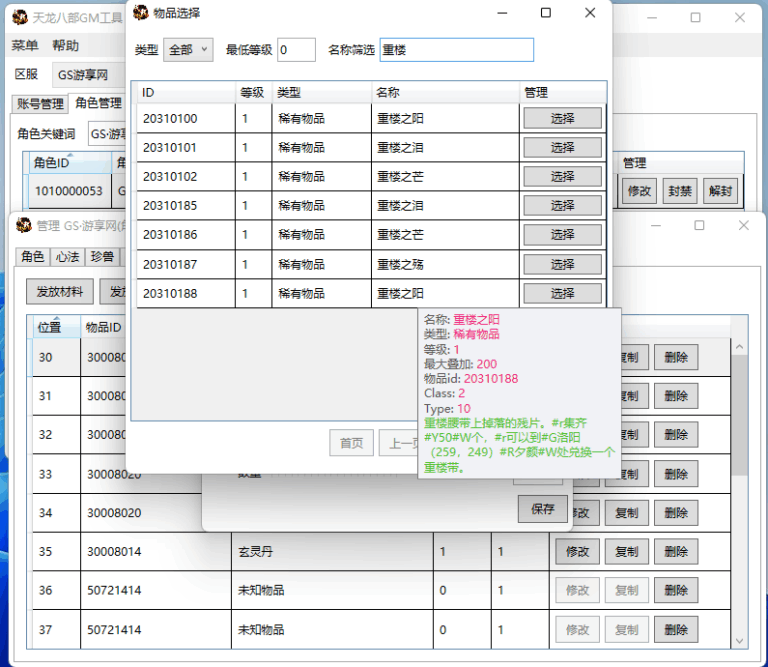 天龙八部GM工具
菜单 帮助
区服 GS游享网
账号管理 角色管理
角色关键词 GS·游
角色ID 管理
1010000053 G 修改 封禁 解封
物品选择
类型 全部 最低等级 0 名称筛选 重楼
ID 等级 类型 名称 管理
20310100 1 稀有物品 重楼之阳 选择
20310101 1 稀有物品 重楼之泪 选择
20310102 1 稀有物品 重楼之芒 选择
20310185 1 稀有物品 重楼之泪 选择
20310186 1 稀有物品 重楼之芒 选择
20310187 1 稀有物品 重楼之殇 选择
20310188 1 稀有物品 重楼之阳 选择
首页 上一
名称: 重楼之阳
类型: 稀有物品
等级: 1
最大叠加: 200
物品id: 20310188
Class: 2
Type: 10
重楼腰带上掉落的残片。#r集齐
#Y50#W个，#r可以到#G洛阳
（259，249）#R夕颜#W处兑换一个
重楼带。
管理 GS·游享网
角色 心法 珍兽
发放材料
位置 物品ID
30 30008 复制 删除
31 30008 复制 删除
32 30008 复制 删除
33 30008020 复制 删除
保存
34 30008020 修改 复制 删除
35 30008014 玄灵丹 1 1 修改 复制 删除
36 50721414 未知物品 0 1 修改 复制 删除
37 50721414 未知物品 0 1 修改 复制 删除